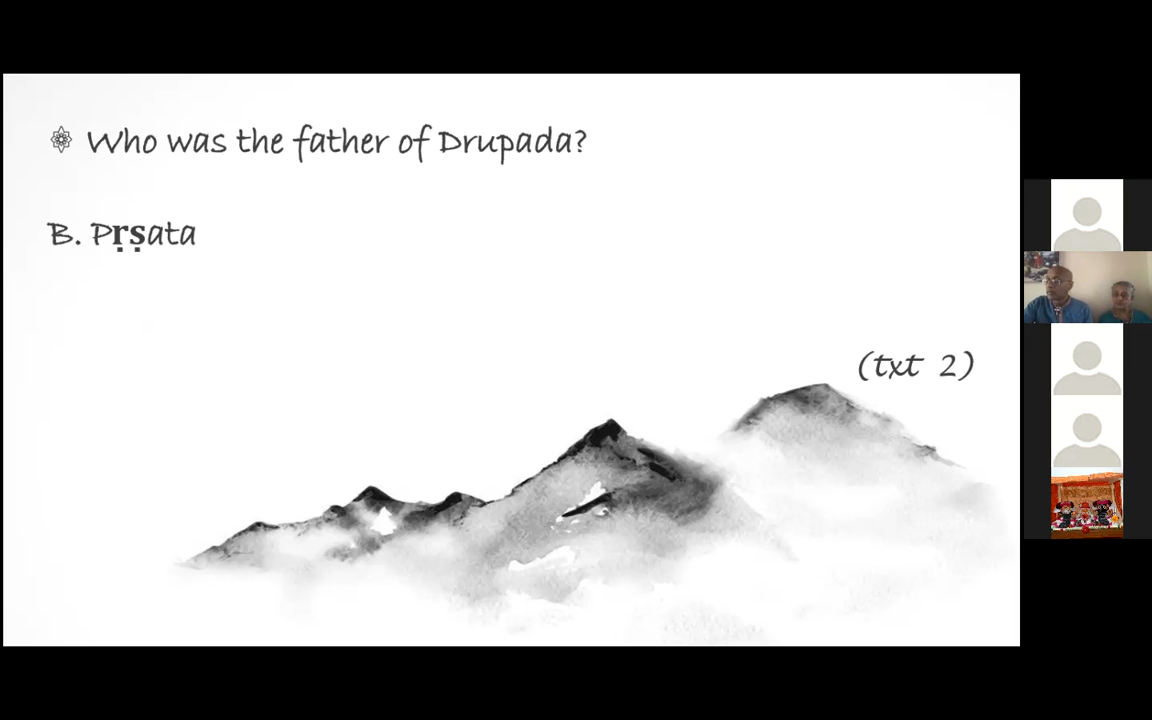 Who was the father of Drupada?
B. Pṛṣata
(txt 2)